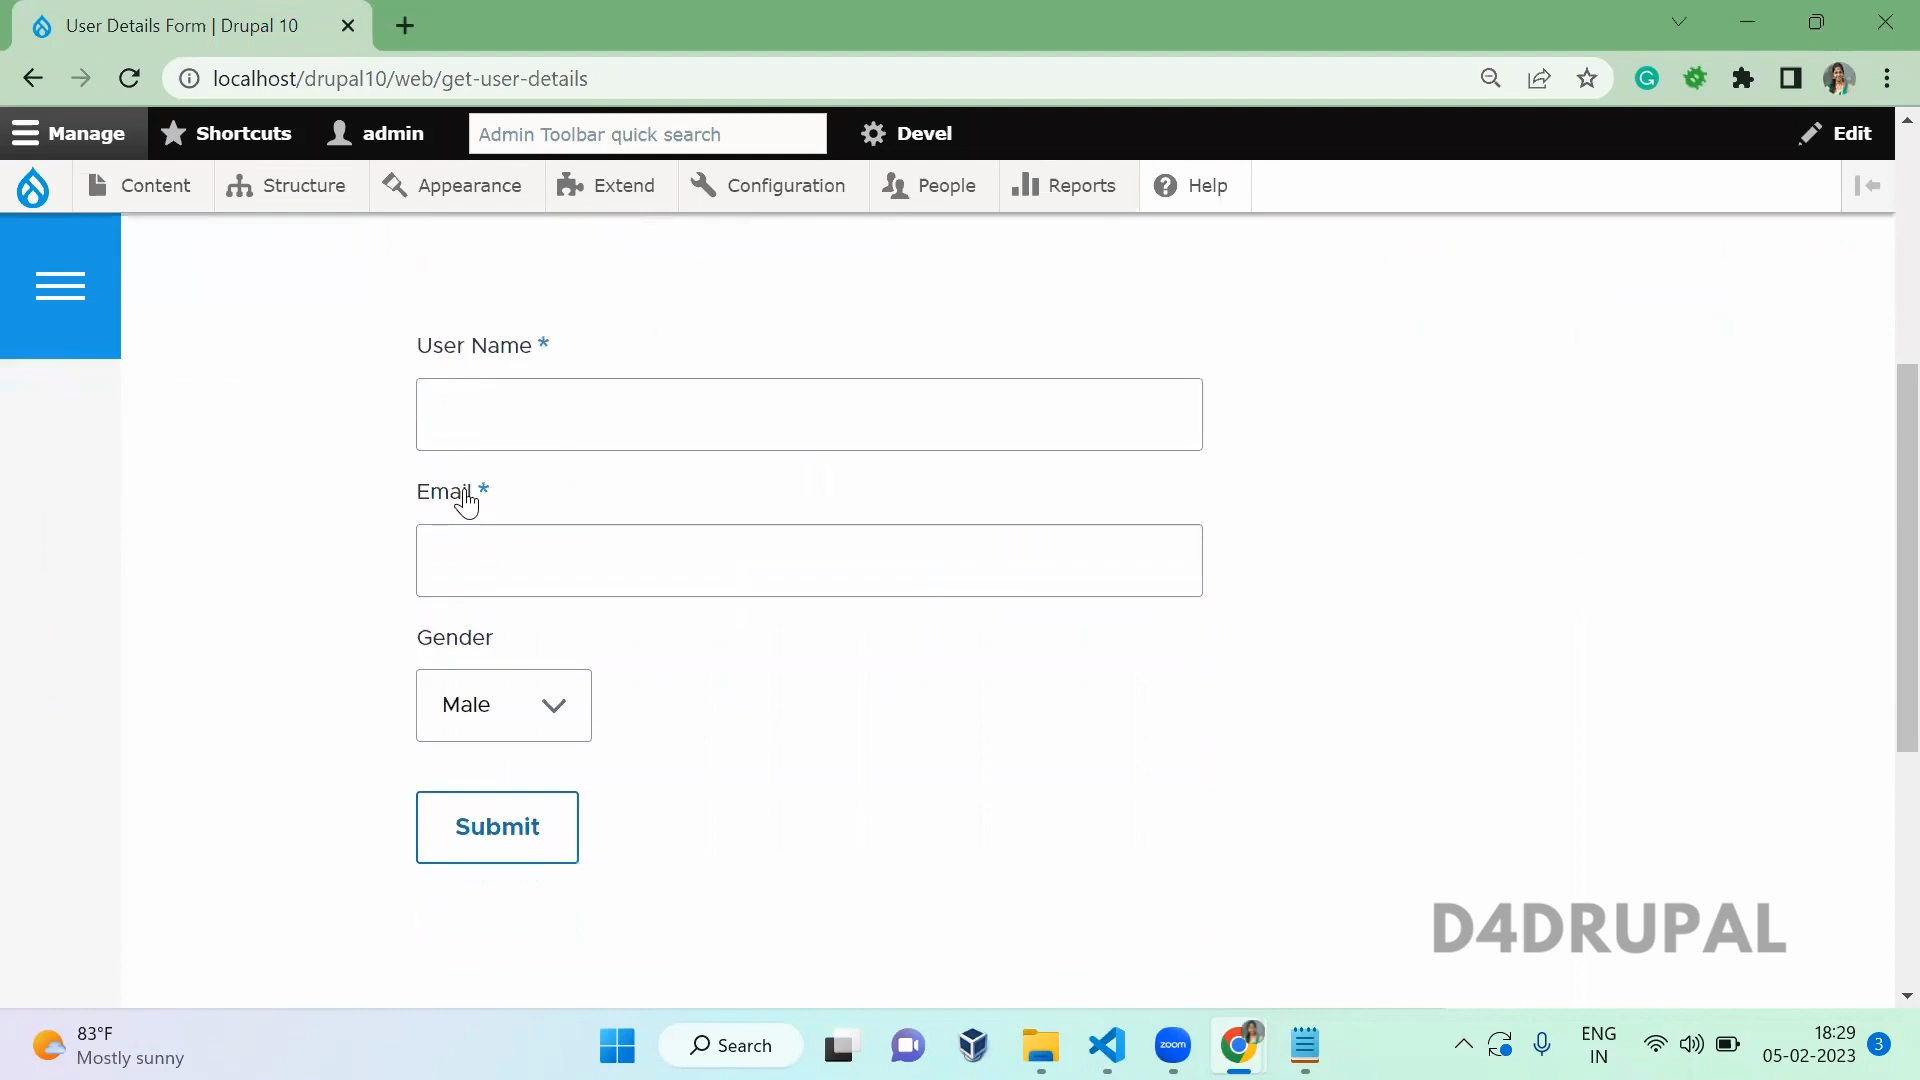 User Details Form | Drupal 10
localhost/drupal10/web/get-user-details
Manage
Shortcuts
admin
Admin Toolbar quick search
Devel
Edit
Content
Structure
Appearance
Extend
Configuration
People
Reports
Help
User Name *
Email *
Gender
Male
Submit
D4DRUPAL
83°F
Mostly sunny
Search
zoom
ENG
IN
18:29
05-02-2023
3